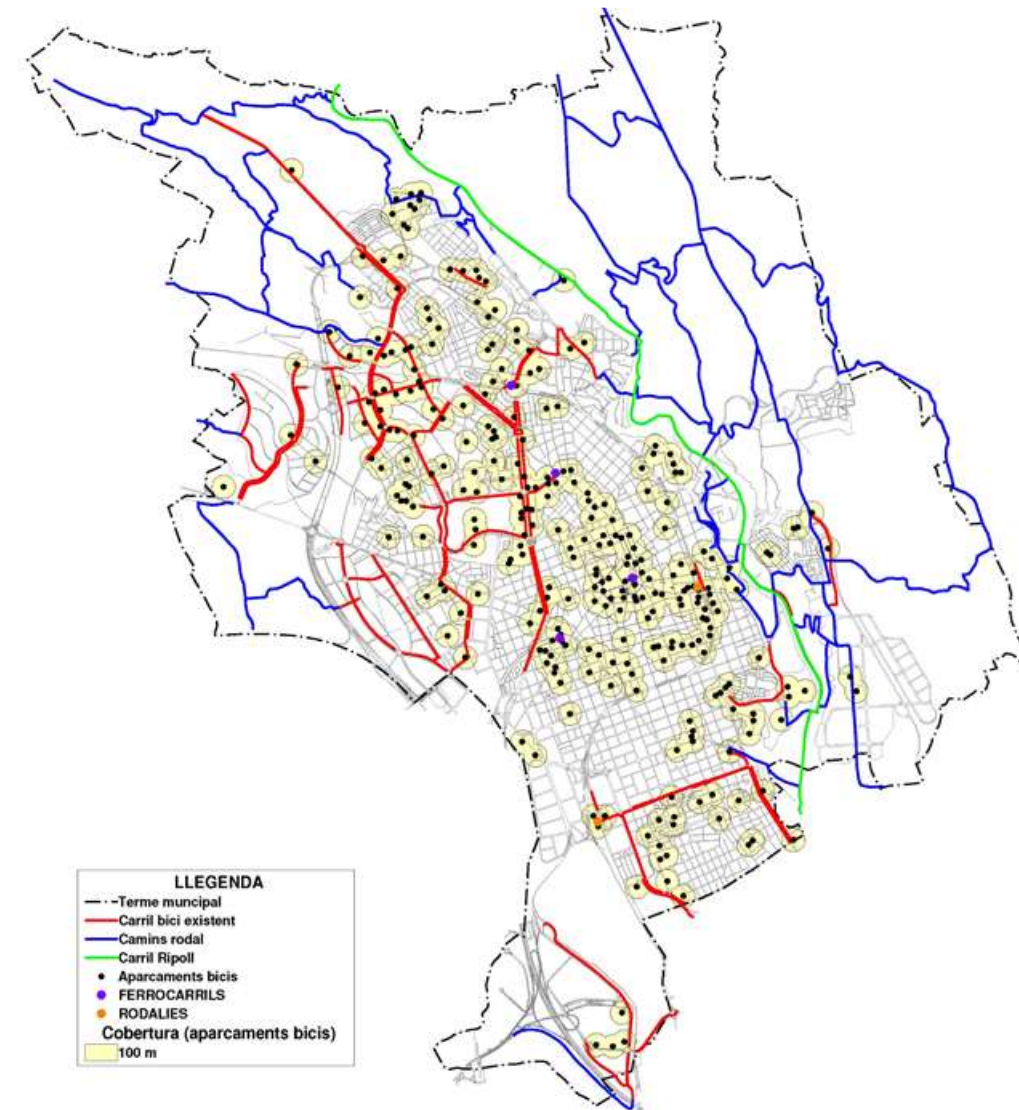 LLEGENDA
Terme muncipal
Carril bici existent
Camins rodal
Carril Ripoll
Aparcaments bicis
FERROCARRILS
RODALIES
Cobertura (aparcaments bicis)
100 m